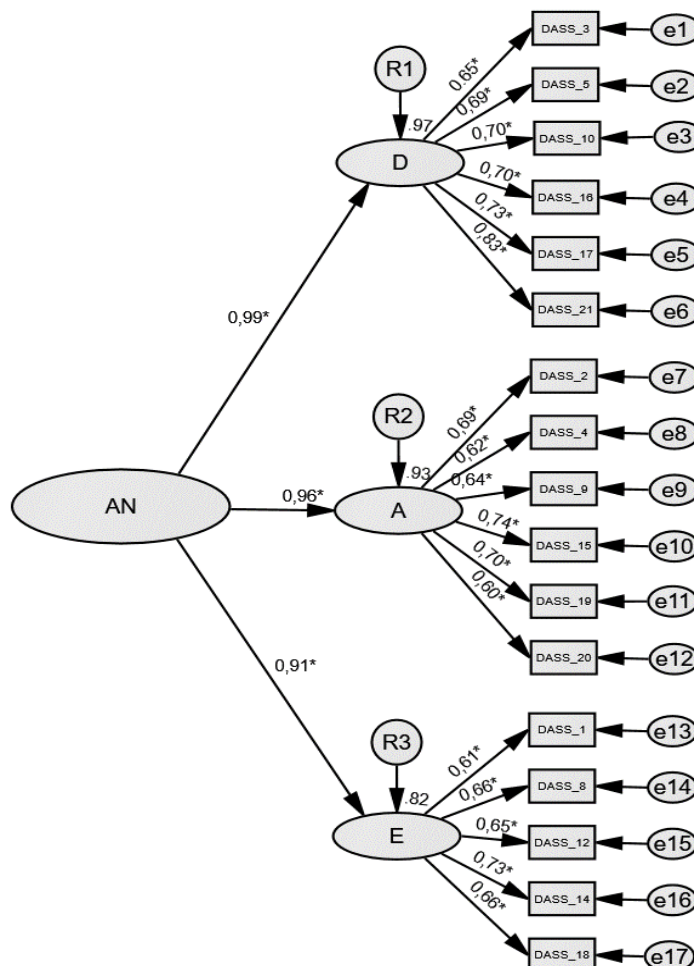 DASS_3
e1
R1
0.65*
DASS_5
e2
0,69*
.97
0,70*
DASS_10
e3
D
0,70*
DASS_16
e4
0,73*
DASS_17
e5
0,83*
DASS_21
e6
0,99*
DASS_2
e7
R2
0,69*
DASS_4
e8
0,62*
.93
0,64*
DASS_9
e9
AN
0,96*
A
0,74*
DASS_15
e10
0,70*
DASS_19
e11
0,60*
DASS_20
e12
0,91*
DASS_1
e13
R3
0,61*
DASS_8
e14
0,66*
.82
0,65*
DASS_12
e15
E
0,73*
DASS_14
e16
0,66*
DASS_18
e17